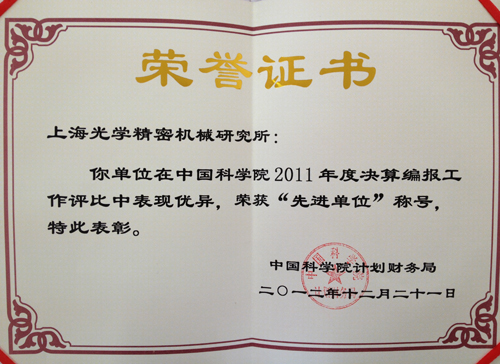 荣誉证书
上海光学精密机械研究所：
你单位在中国科学院2011年度决算编报工
作评比中表现优异，荣获“先进单位”称号，
特此表彰。
中国科学院计划财务局
二〇一二年十二月二十一日